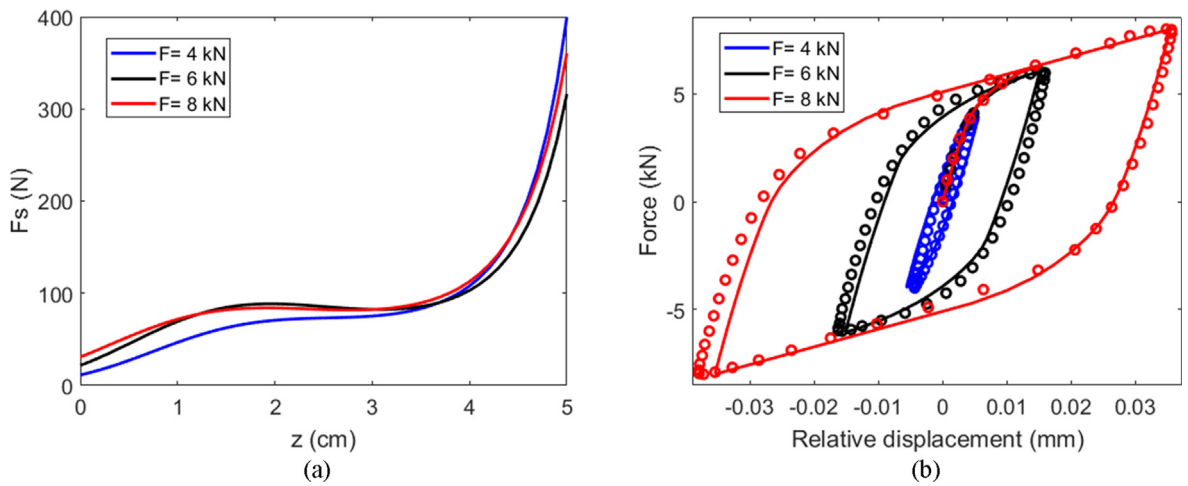 400
300
200
100
0
Fs (N)
F= 4 kN
F= 6 kN
F= 8 kN
0 1 2 3 4 5
z (cm)
(a)
5
0
-5
Force (kN)
F= 4 kN
F= 6 kN
F= 8 kN
-0.03 -0.02 -0.01 0 0.01 0.02 0.03
Relative displacement (mm)
(b)